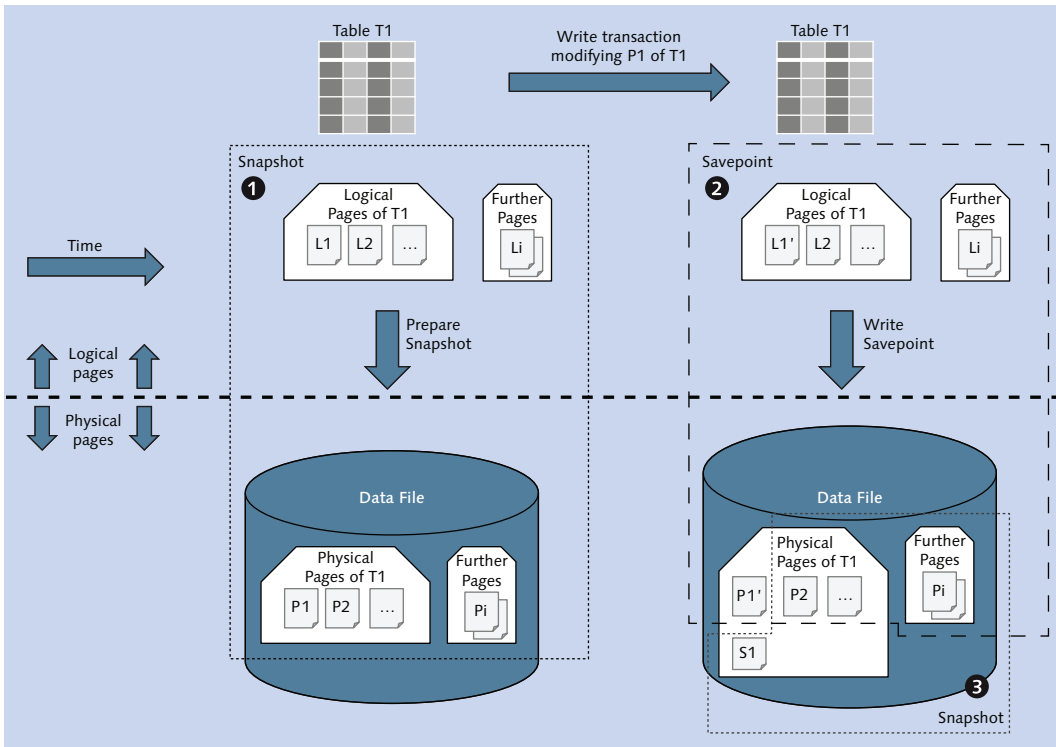 Table T1
Write transaction
modifying P1 of T1
Table T1
Snapshot
1
Logical
Pages of T1
L1
L2
...
Further
Pages
Li
Savepoint
2
Logical
Pages of T1
L1'
L2
...
Further
Pages
Li
Time
Prepare
Snapshot
Write
Savepoint
Logical
pages
Physical
pages
Data File
Physical
Pages of T1
P1
P2
...
Further
Pages
Pi
Data File
Physical
Pages of T1
P1'
P2
...
S1
Further
Pages
Pi
3
Snapshot